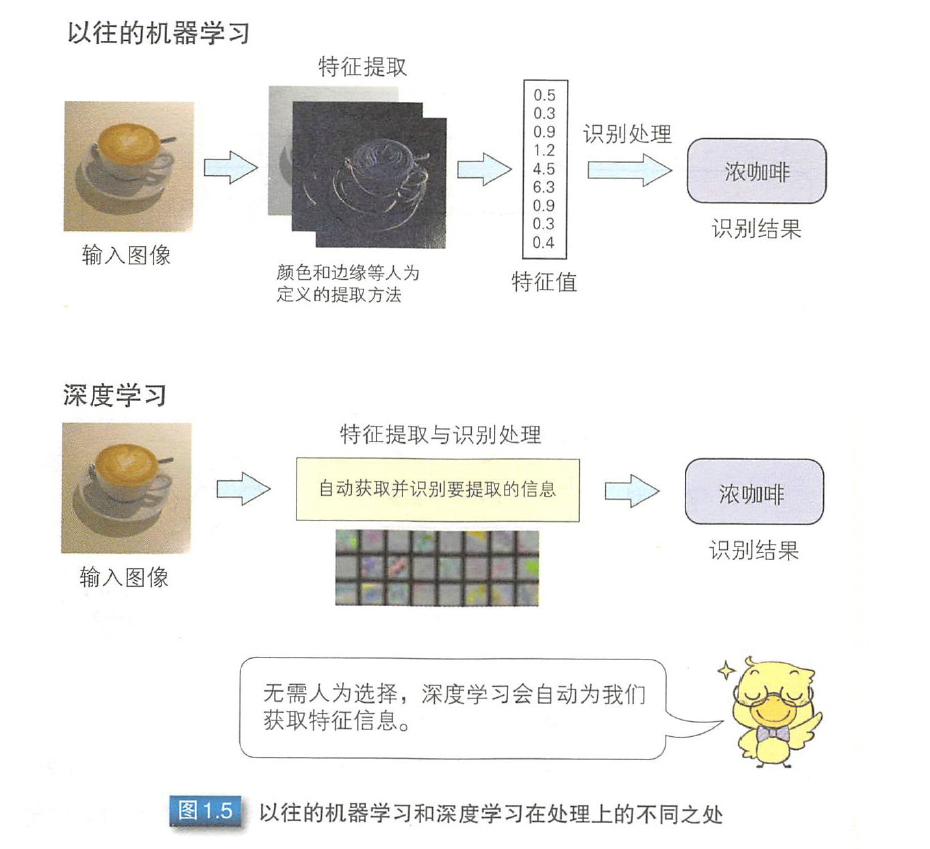 以往的机器学习
特征提取
0.5
0.3
0.9
1.2
4.5
6.3
0.9
0.3
0.4
识别处理
浓咖啡
输入图像
颜色和边缘等人为
定义的提取方法
特征值
识别结果
深度学习
特征提取与识别处理
自动获取并识别要提取的信息
浓咖啡
输入图像
识别结果
无需人为选择，深度学习会自动为我们
获取特征信息。
图 1.5 以往的机器学习和深度学习在处理上的不同之处